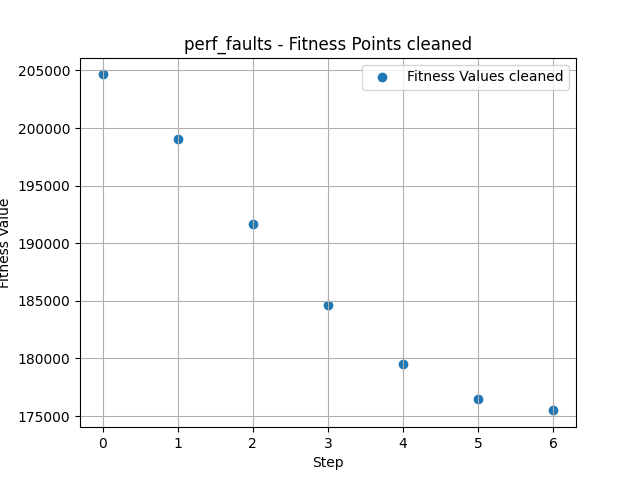 perf_faults - Fitness Points cleaned
Fitness Values cleaned
205000
200000
195000
190000
185000
180000
175000
Fitness Value
0 1 2 3 4 5 6
Step